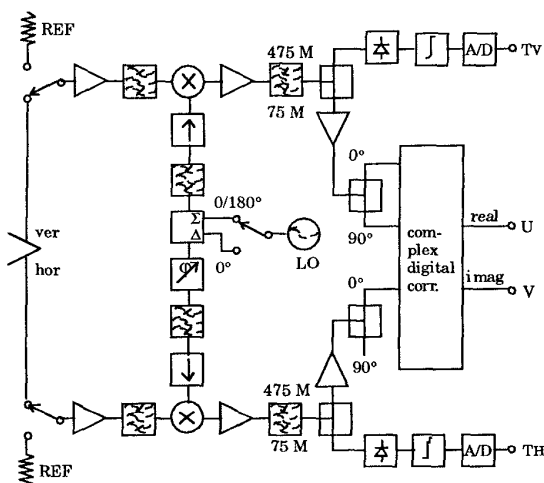 REF
475 M
75 M
A/D
TV
0°
90°
ver
hor
0/180°
Σ
Δ
0°
LO
φ
com-
plex
digital
corr.
real
U
imag
V
0°
90°
475 M
75 M
REF
A/D
TH